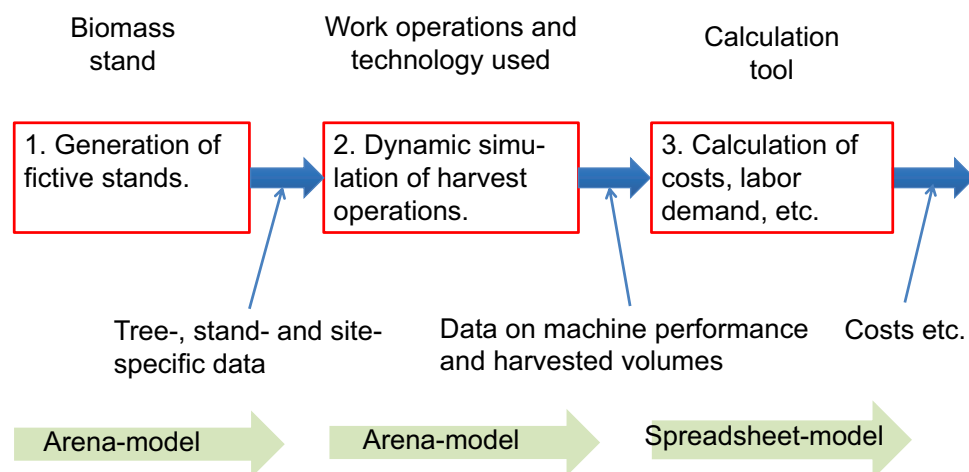 Biomass
stand
Work operations and
technology used
Calculation
tool
1. Generation of
fictive stands.
2. Dynamic simu-
lation of harvest
operations.
3. Calculation of
costs, labor
demand, etc.
Tree-, stand- and site-
specific data
Data on machine performance
and harvested volumes
Costs etc.
Arena-model
Arena-model
Spreadsheet-model